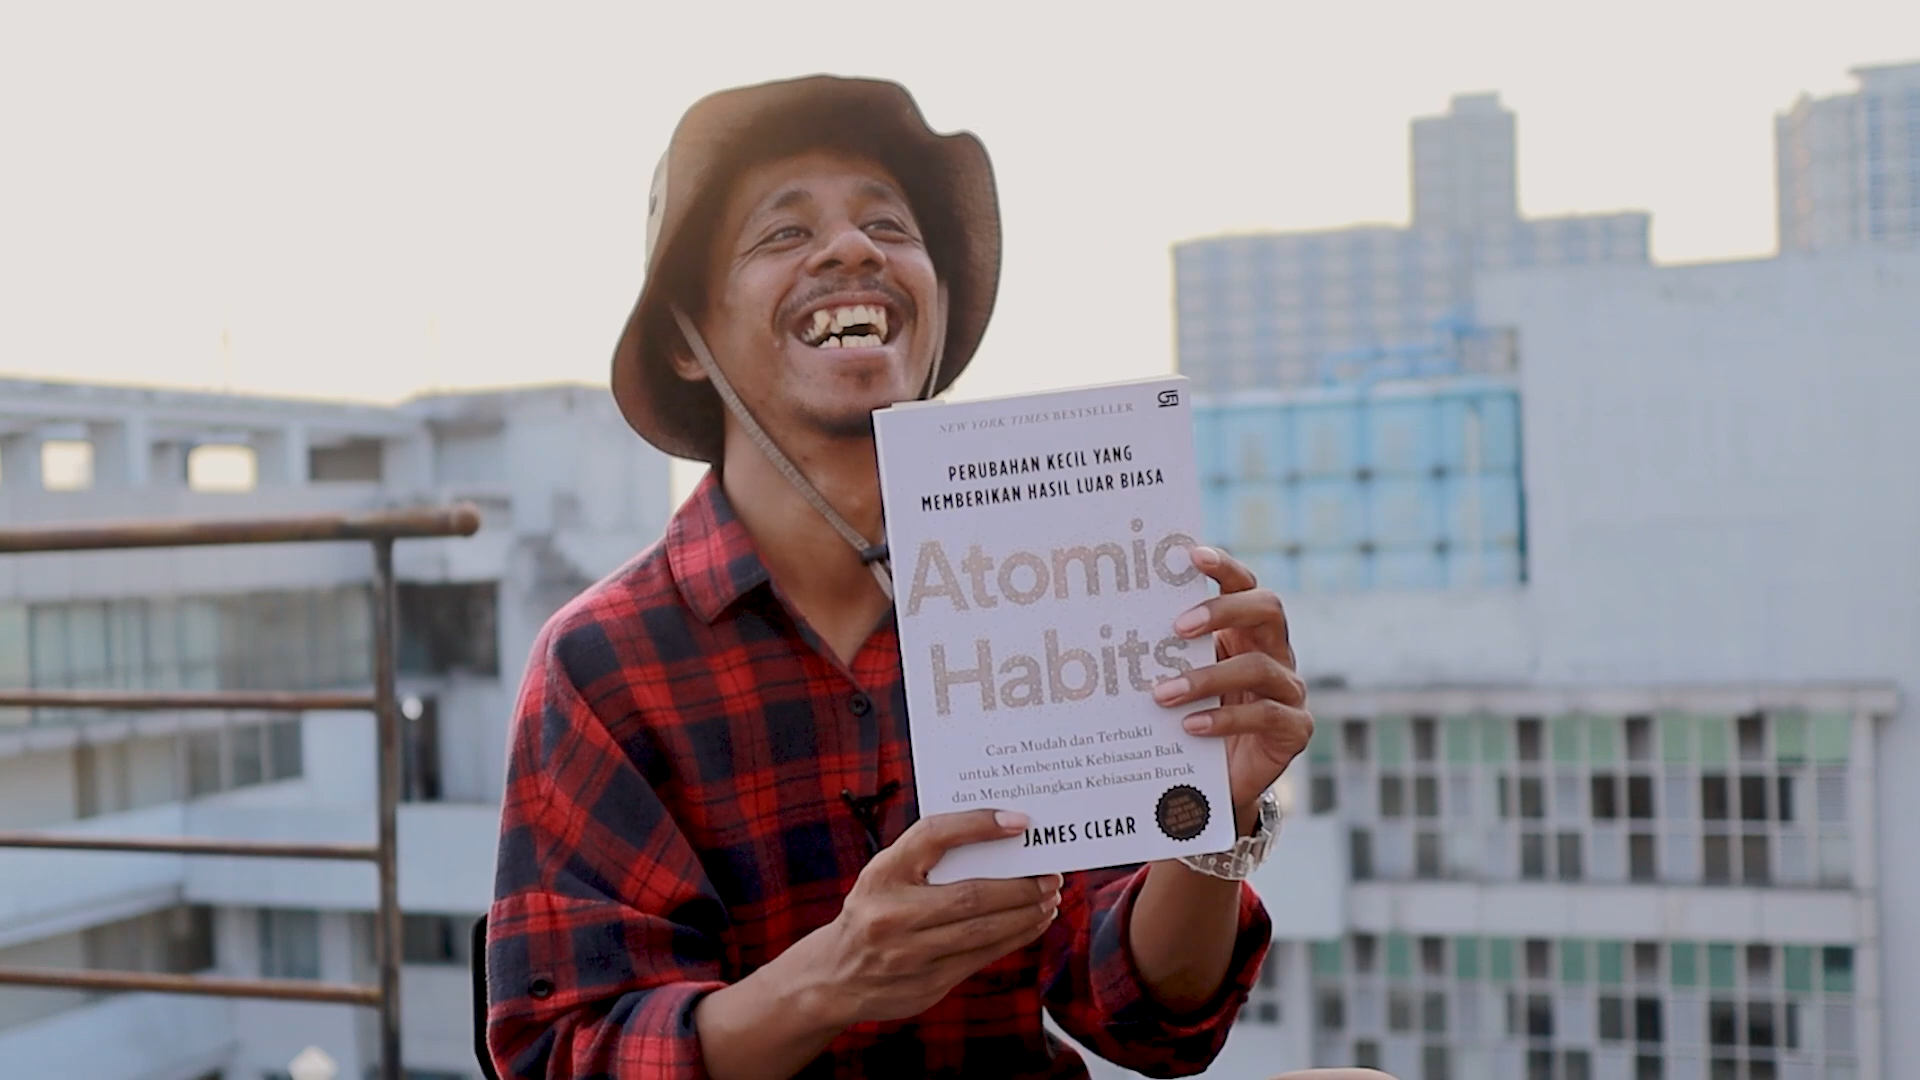 NEW YORK TIMES BESTSELLER
PERUBAHAN KECIL YANG
MEMBERIKAN HASIL LUAR BIASA
Atomic
Habits
Cara Mudah dan Terbukti
untuk Membentuk Kebiasaan Baik
dan Menghilangkan Kebiasaan Buruk
JAMES CLEAR